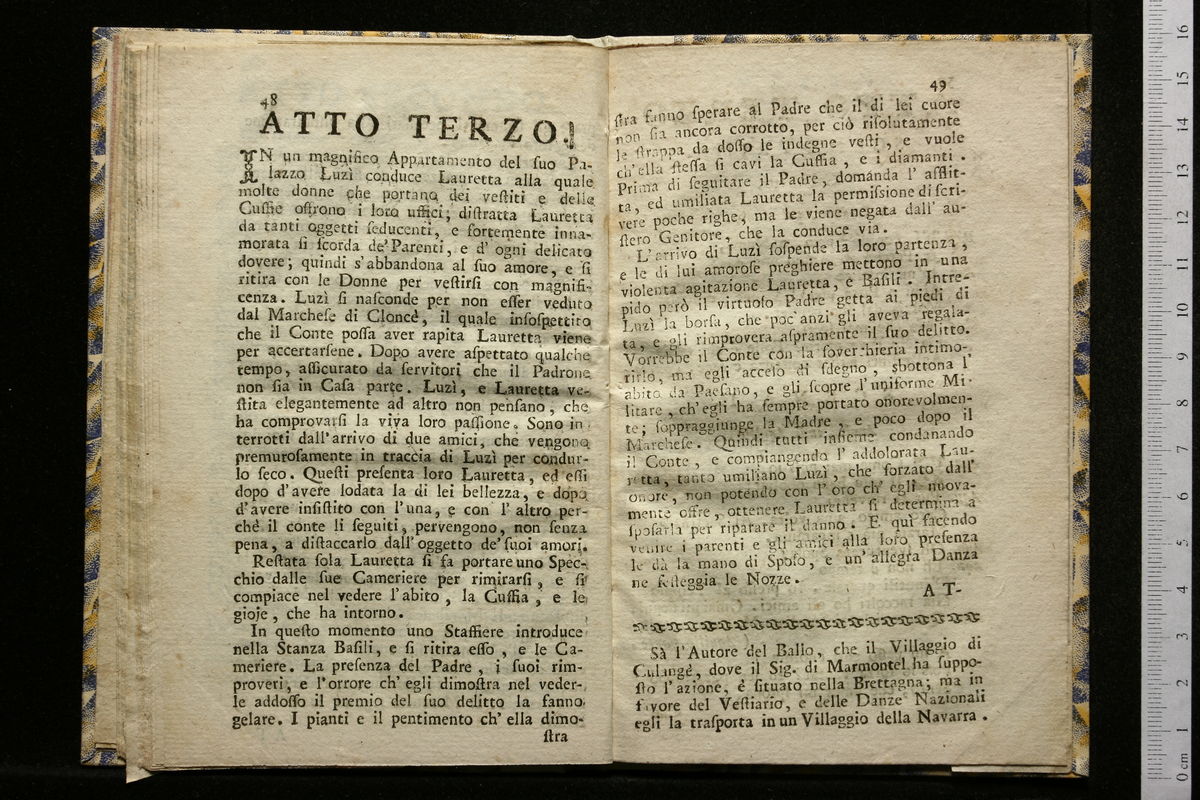 48
ATTO TERZO.
IN un magnifico Appartamento del ſuo Pa-
lazzo Luzì conduce Lauretta alla quale
molte donne che portano dei veſtiti e delle
Cuffie offrono i loro uffici; diſtratta Lauretta
da tanti oggetti ſeducenti, e fortemente inna-
morata ſi ſcorda de' Parenti, e d' ogni delicato
dovere; quindi s'abbandona al ſuo amore, e ſi
ritira con le Donne per veſtirſi con magnifi-
cenza. Luzì ſi naſconde per non eſſer veduto
dal Marcheſe di Cloncè, il quale inſoſpettito
che il Conte poſſa aver rapita Lauretta viene
per accertarſene. Dopo avere aſpettato qualche
tempo, aſſicurato da ſervitori che il Padrone
non ſia in Caſa parte. Luzì, e Lauretta ve-
ſtita elegantemente ad altro non penſano, che
ha comprovarſi la viva loro paſſione. Sono in
terrotti dall'arrivo di due amici, che vengono
premuroſamente in traccia di Luzì per condur-
lo ſeco. Queſti preſenta loro Lauretta, ed eſſi
dopo d'avere lodata la di lei bellezza, e dopo
d'avere inſiſtito con l'una, e con l' altro per-
chè il conte li ſeguiti, pervengono, non ſenza
pena, a diſtaccarlo dall'oggetto de' ſuoi amori.
Reſtata ſola Lauretta ſi fa portare uno Spec-
chio dalle ſue Cameriere per rimirarſi, e ſi
compiace nel vedere l'abito, la Cuffia, e le
gioje, che ha intorno.
In queſto momento uno Staffiere introduce
nella Stanza Baſilì, e ſi ritira eſſo, e le Ca-
meriere. La preſenza del Padre, i ſuoi rim-
proveri, e l'orrore ch' egli dimoſtra nel veder-
le addoſſo il premio del ſuo delitto la fanno
gelare. I pianti e il pentimento ch' ella dimo-
ſtra
49
ſtra fanno ſperare al Padre che il di lei cuore
non ſia ancora corrotto, per ciò riſolutamente
le ſtrappa da doſſo le indegne veſti, e vuole
ch'ella ſteſſa ſi cavi la Cuffia, e i diamanti.
Prima di ſeguitare il Padre, domanda l' afflit-
ta, ed umiliata Lauretta la permiſſione di ſcri-
vere poche righe, ma le viene negata dall' au-
ſtero Genitore, che la conduce via.
L'arrivo di Luzì ſoſpende la loro partenza,
e le di lui amoroſe preghiere mettono in una
violenta agitazione Lauretta, e Baſilì. Intre-
pido però il virtuoſo Padre getta ai piedi di
Luzì la borſa, che poc'anzi gli aveva regala-
ta, e gli rimprovera aſpramente il ſuo delitto.
Vorrebbe il Conte con la ſoverchieria intimo-
rirlo, ma egli acceſo di ſdegno, sbottona l'
abito da Paeſano, e gli ſcopre l'uniforme Mi-
litare, ch'egli ha ſempre portato onorevolmen-
te; ſoppraggiunge la Madre, e poco dopo il
Marcheſe. Quindi tutti inſieme condanando
il Conte, e compiangendo l' addolorata Lau-
retta, tanto umiliano Luzì, che forzato dall'
onore, non potendo con l' oro ch' egli nuova-
mente offre, ottenere Lauretta ſi determina a
ſpoſarla per riparare il danno. E quì facendo
venire i parenti e gli amici alla loro preſenza
le dà la mano di Spoſo, e un' allegra Danza
ne feſteggia le Nozze.
A T-
Sà l'Autore del Ballo, che il Villaggio di
Culangè, dove il Sig. di Marmontel ha ſuppo-
ſto l'azione, è ſituato nella Brettagna; ma in
favore del Veſtiario, e delle Danze Nazionali
egli la traſporta in un Villaggio della Navarra.
0 cm 1 2 3 4 5 6 7 8 9 10 11 12 13 14 15 16